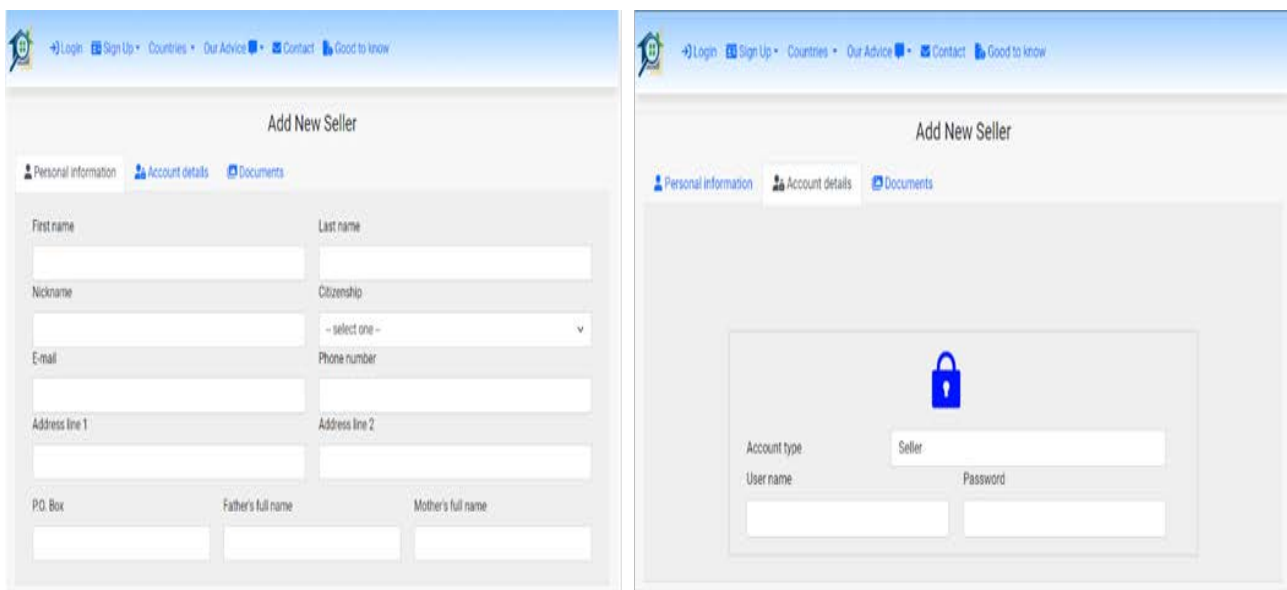 Login Sign Up Countries Our Advice Contact Good to know
Add New Seller
Personal information Account details Documents
First name Last name
Nickname Citizenship
-- select one --
E-mail Phone number
Address line 1 Address line 2
P.O. Box Father's full name Mother's full name
Login Sign Up Countries Our Advice Contact Good to know
Add New Seller
Personal information Account details Documents
Account type Seller
User name Password